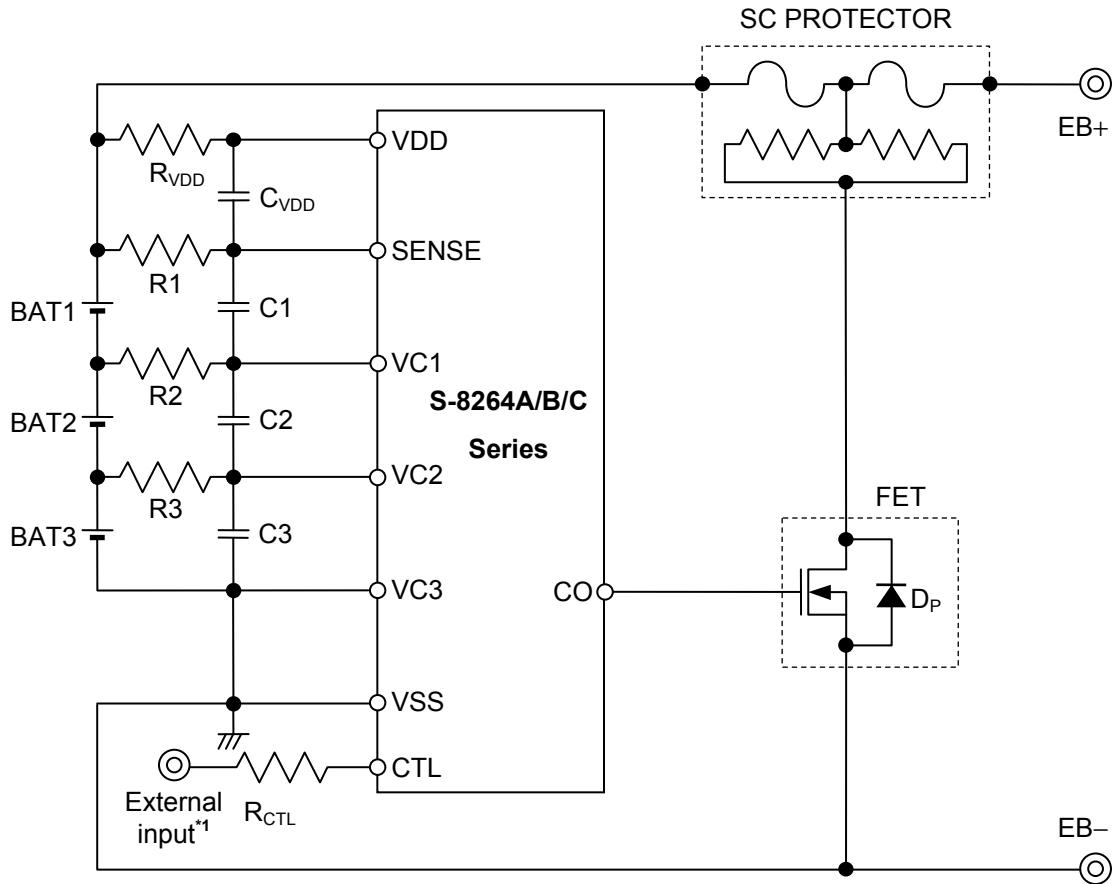 SC PROTECTOR
EB+
VDD
RVDD
CVDD
SENSE
R1
BAT1
C1
VC1
R2
S-8264A/B/C
Series
BAT2
C2
VC2
R3
FET
BAT3
C3
VC3
CO
DP
VSS
CTL
External
input*1
RCTL
EB−